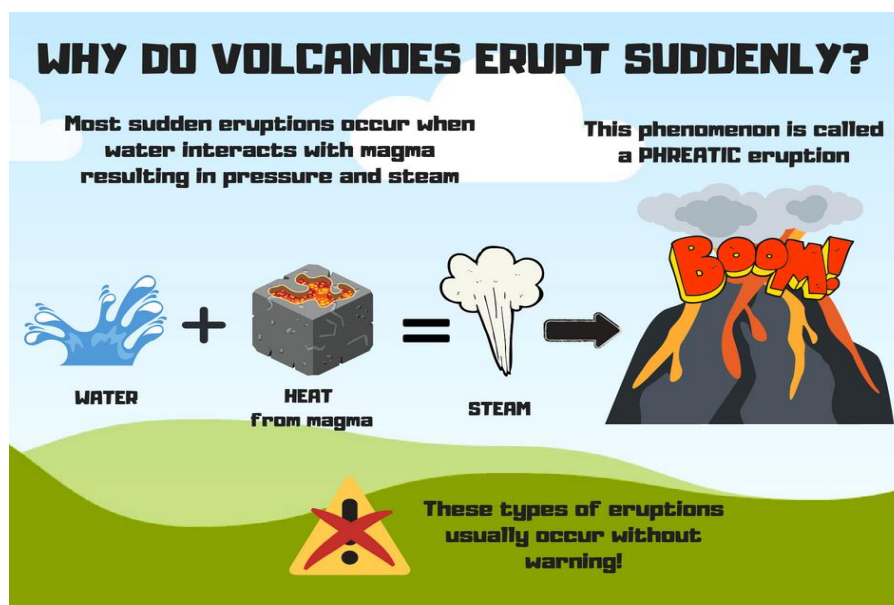 WHY DO VOLCANOES ERUPT SUDDENLY?
Most sudden eruptions occur when
water interacts with magma
resulting in pressure and steam
This phenomenon is called
a PHREATIC eruption
BOOM!
WATER
HEAT
from magma
STEAM
These types of eruptions
usually occur without
warning!